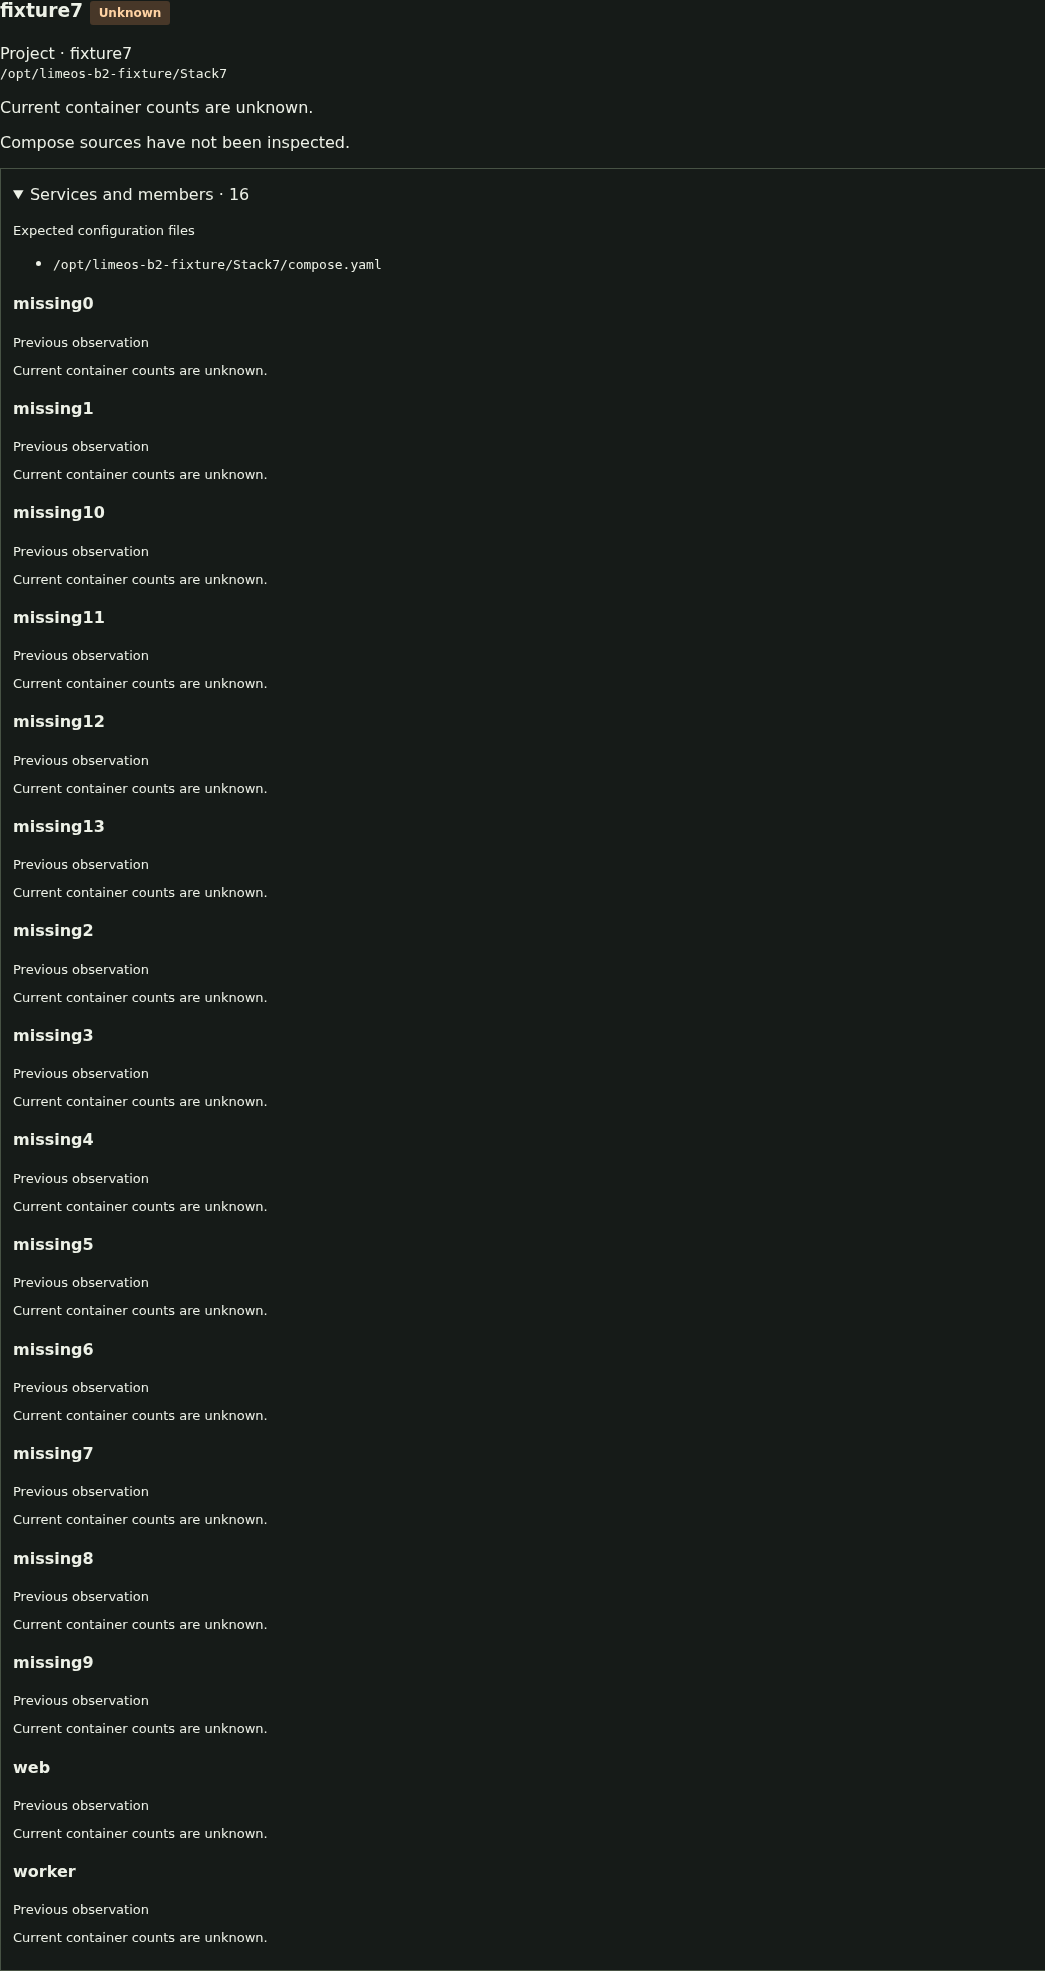 fixture7 Unknown
Project · fixture7
/opt/limeos-b2-fixture/Stack7
Current container counts are unknown.
Compose sources have not been inspected.
▼ Services and members · 16
Expected configuration files
• /opt/limeos-b2-fixture/Stack7/compose.yaml
missing0
Previous observation
Current container counts are unknown.
missing1
Previous observation
Current container counts are unknown.
missing10
Previous observation
Current container counts are unknown.
missing11
Previous observation
Current container counts are unknown.
missing12
Previous observation
Current container counts are unknown.
missing13
Previous observation
Current container counts are unknown.
missing2
Previous observation
Current container counts are unknown.
missing3
Previous observation
Current container counts are unknown.
missing4
Previous observation
Current container counts are unknown.
missing5
Previous observation
Current container counts are unknown.
missing6
Previous observation
Current container counts are unknown.
missing7
Previous observation
Current container counts are unknown.
missing8
Previous observation
Current container counts are unknown.
missing9
Previous observation
Current container counts are unknown.
web
Previous observation
Current container counts are unknown.
worker
Previous observation
Current container counts are unknown.